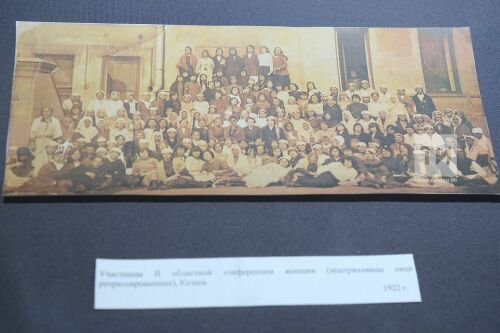 Участницы II областной конференции женщин (заштрихованы лица
репрессированных), Казань
1922 г.